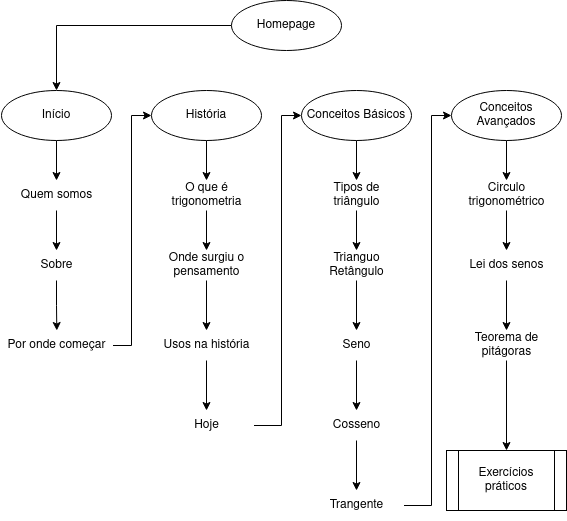 Homepage
Início
Quem somos
Sobre
Por onde começar
História
O que é
trigonometria
Onde surgiu o
pensamento
Usos na história
Hoje
Conceitos Básicos
Tipos de
triângulo
Trianguo
Retângulo
Seno
Cosseno
Trangente
Conceitos
Avançados
Circulo
trigonométrico
Lei dos senos
Teorema de
pitágoras
Exercícios
práticos